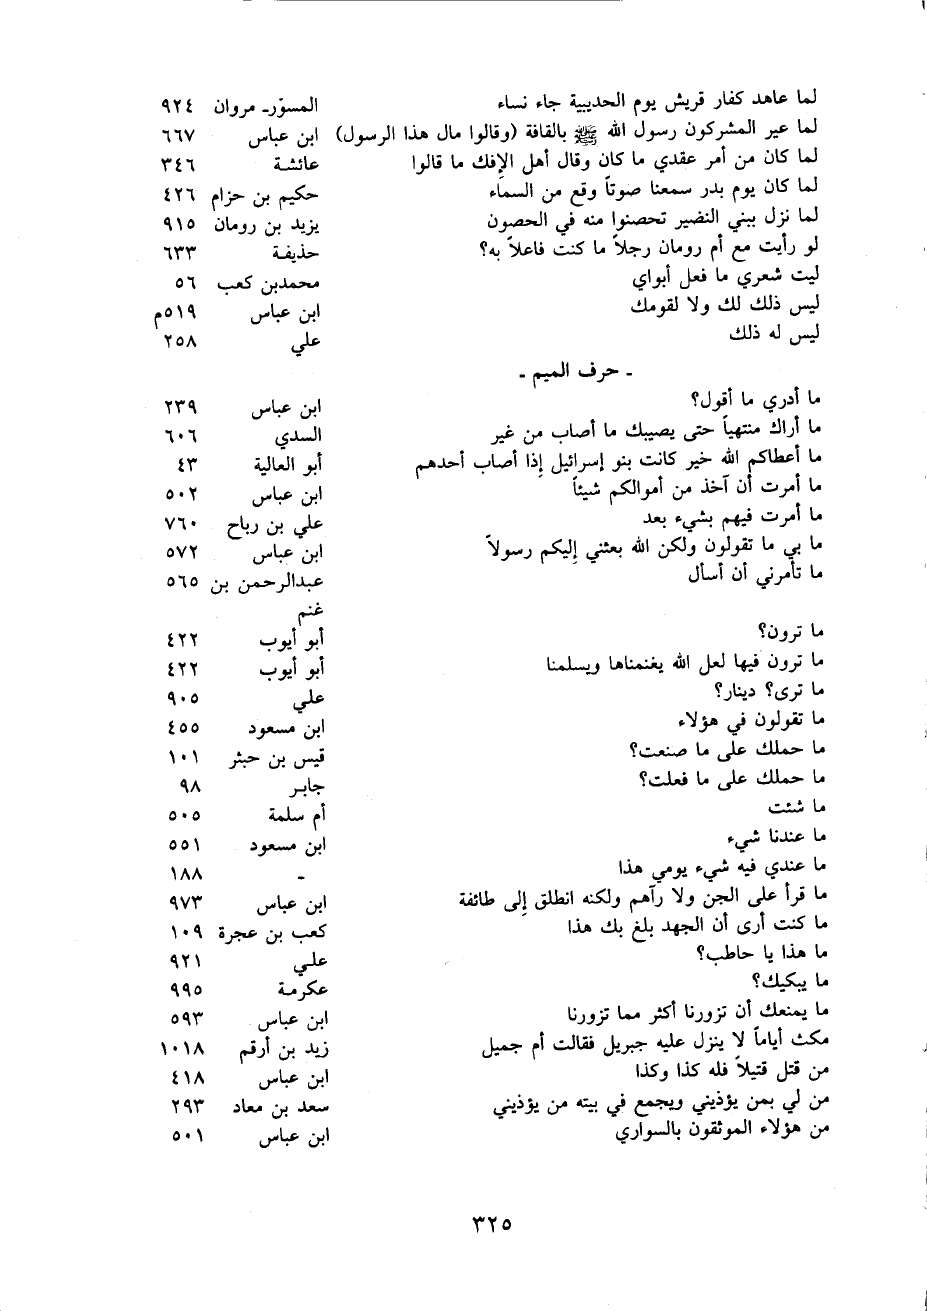 لما عاهد كفار قريش يوم الحديبية جاء نساء المسوّر۔ مروان ٩٢٤
لما عير المشركون رسول الله ﷺ بالفاقة (وقالوا مال هذا الرسول) ابن عباس ٦٦٧
لما كان من أمر عقدي ما كان وقال أهل الإفك ما قالوا عائشة ٣٤٦
لما كان يوم بدر سمعنا صوتاً وقع من السماء حكيم بن حزام ٤٢٦
لما نزل ببني النضير تحصنوا منه في الحصون يزيد بن رومان ٩١٥
لو رأيت مع أم رومان رجلاً ما كنت فاعلاً به؟ حذيفة ٦٣٣
ليت شعري ما فعل أبواي محمدبن كعب ٥٦
ليس ذلك لك ولا لقومك ابن عباس ٥١٩م
ليس له ذلك علي ٢٥٨
- حرف الميم -
ما أدري ما أقول؟ ابن عباس ٢٣٩
ما أراك منتهياً حتى يصيبك ما أصاب من غير السدي ٦٠٦
ما أعطاكم الله خير كانت بنو إسرائيل إذا أصاب أحدهم أبو العالية ٤٣
ما أمرت أن آخذ من أموالكم شيئاً ابن عباس ٥٠٢
ما أمرت فيهم بشيء بعد علي بن رباح ٧٦٠
ما بي ما تقولون ولكن الله بعثني إليكم رسولاً ابن عباس ٥٧٢
ما تأمرني أن أسأل عبدالرحمن بن ٥٦٥
غنم
ما ترون؟ أبو أيوب ٤٢٢
ما ترون فيها لعل الله يغنمناها ويسلمنا أبو أيوب ٤٢٢
ما ترى؟ دينار؟ علي ٩٠٥
ما تقولون في هؤلاء ابن مسعود ٤٥٥
ما حملك على ما صنعت؟ قيس بن حبثر ١٠١
ما حملك على ما فعلت؟ جابر ٩٨
ما شئت أم سلمة ٥٠٥
ما عندنا شيء ابن مسعود ٥٥١
ما عندي فيه شيء يومي هذا - ١٨٨
ما قرأ على الجن ولا رآهم ولكنه انطلق إلى طائفة ابن عباس ٩٧٣
ما كنت أرى أن الجهد بلغ بك هذا كعب بن عجرة ١٠٩
ما هذا يا حاطب؟ علي ٩٢١
ما يبكيك؟ عكرمة ٩٩٥
ما يمنعك أن تزورنا أكثر مما تزورنا ابن عباس ٥٩٣
مكث أياماً لا ينزل عليه جبريل فقالت أم جميل زيد بن أرقم ١٠١٨
من قتل قتيلاً فله كذا وكذا ابن عباس ٤١٨
من لي بمن يؤذيني ويجمع في بيته من يؤذيني سعد بن معاد ٢٩٣
من هؤلاء الموثقون بالسواري ابن عباس ٥٠١
٣٢٥